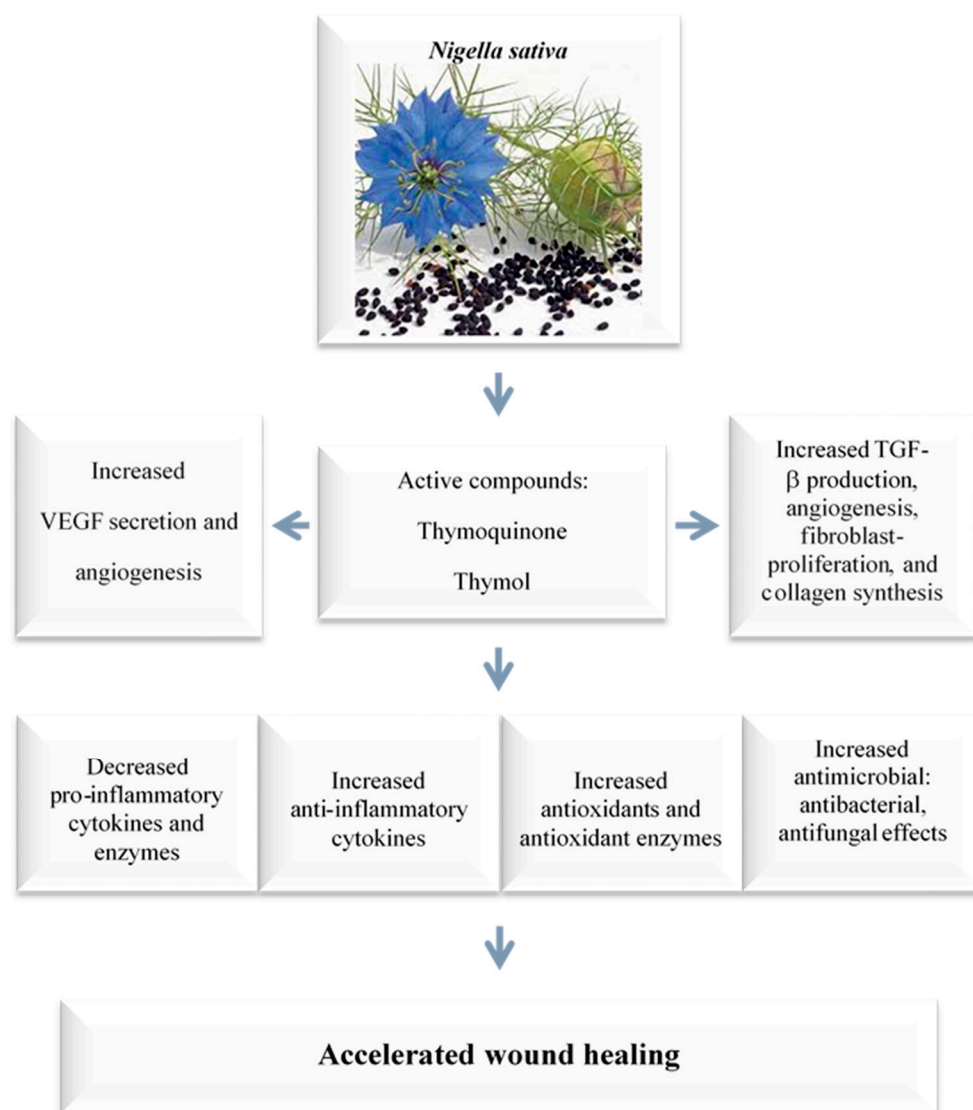 Nigella sativa
Increased
VEGF secretion and
angiogenesis
Active compounds:
Thymoquinone
Thymol
Increased TGF-
β production,
angiogenesis,
fibroblast-
proliferation, and
collagen synthesis
Decreased
pro-inflammatory
cytokines and
enzymes
Increased
anti-inflammatory
cytokines
Increased
antioxidants and
antioxidant enzymes
Increased
antimicrobial:
antibacterial,
antifungal effects
Accelerated wound healing